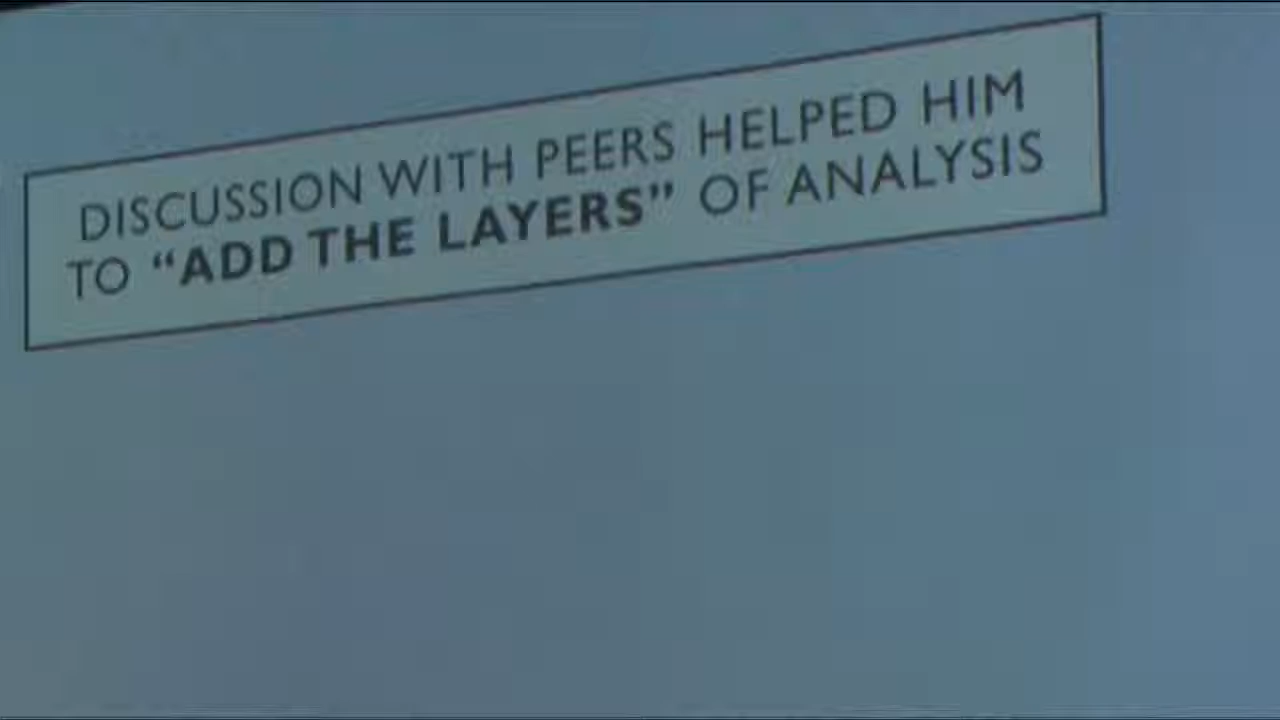 DISCUSSION WITH PEERS HELPED HIM
TO “ADD THE LAYERS” OF ANALYSIS